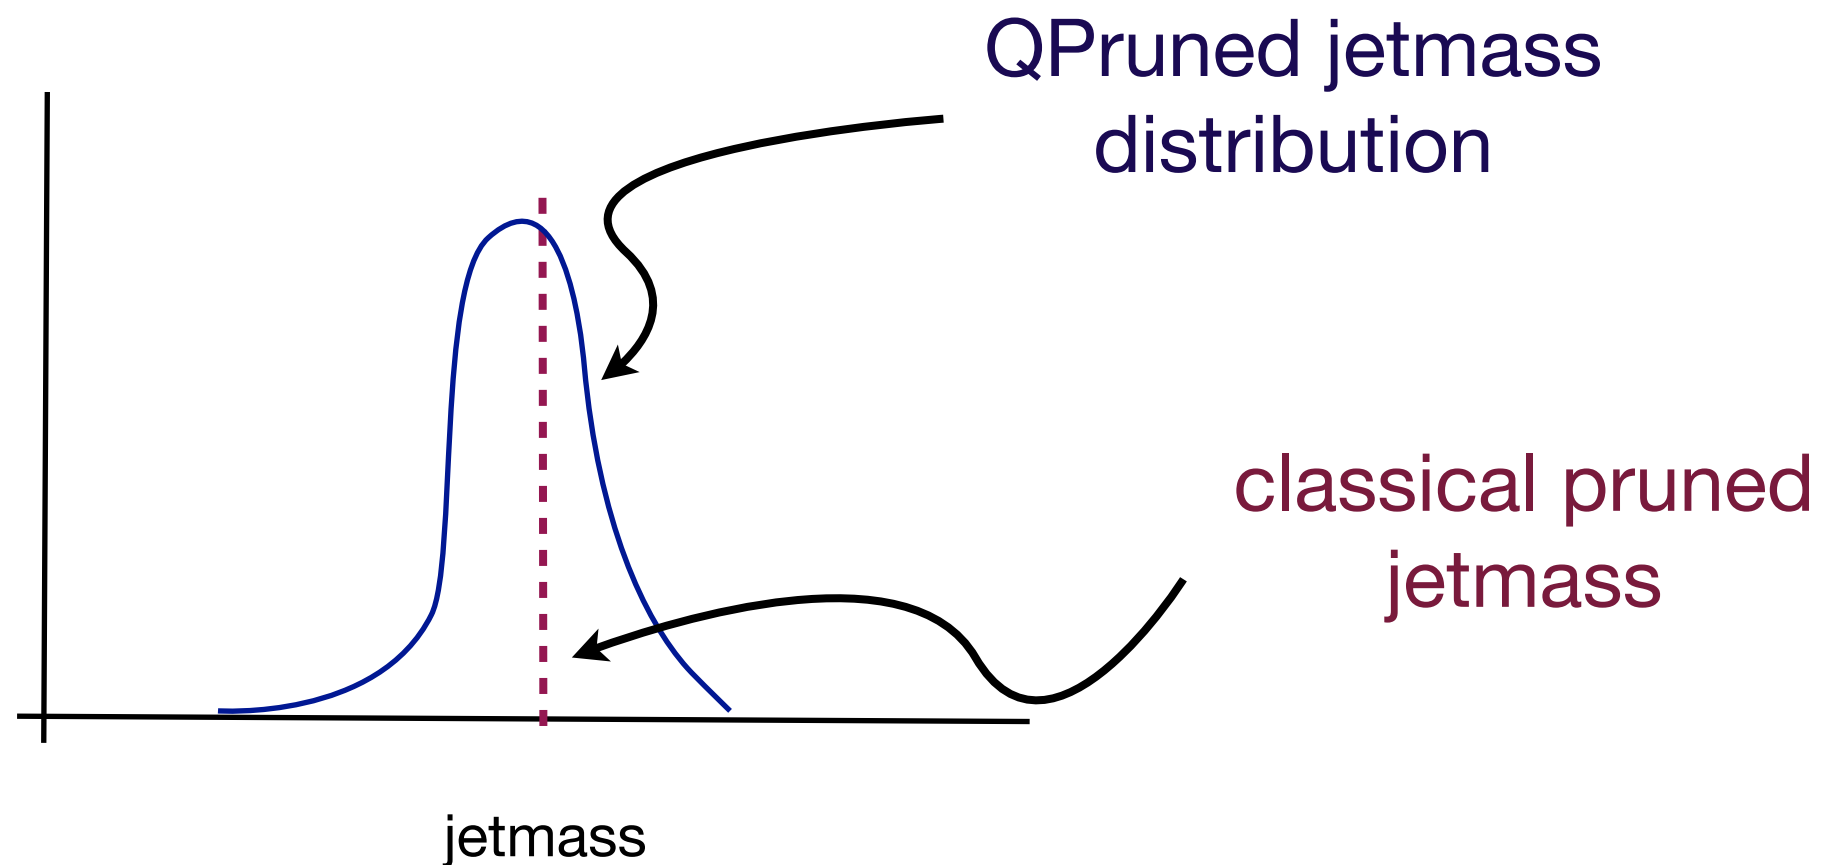 QPruned jetmass
distribution
classical pruned
jetmass
jetmass